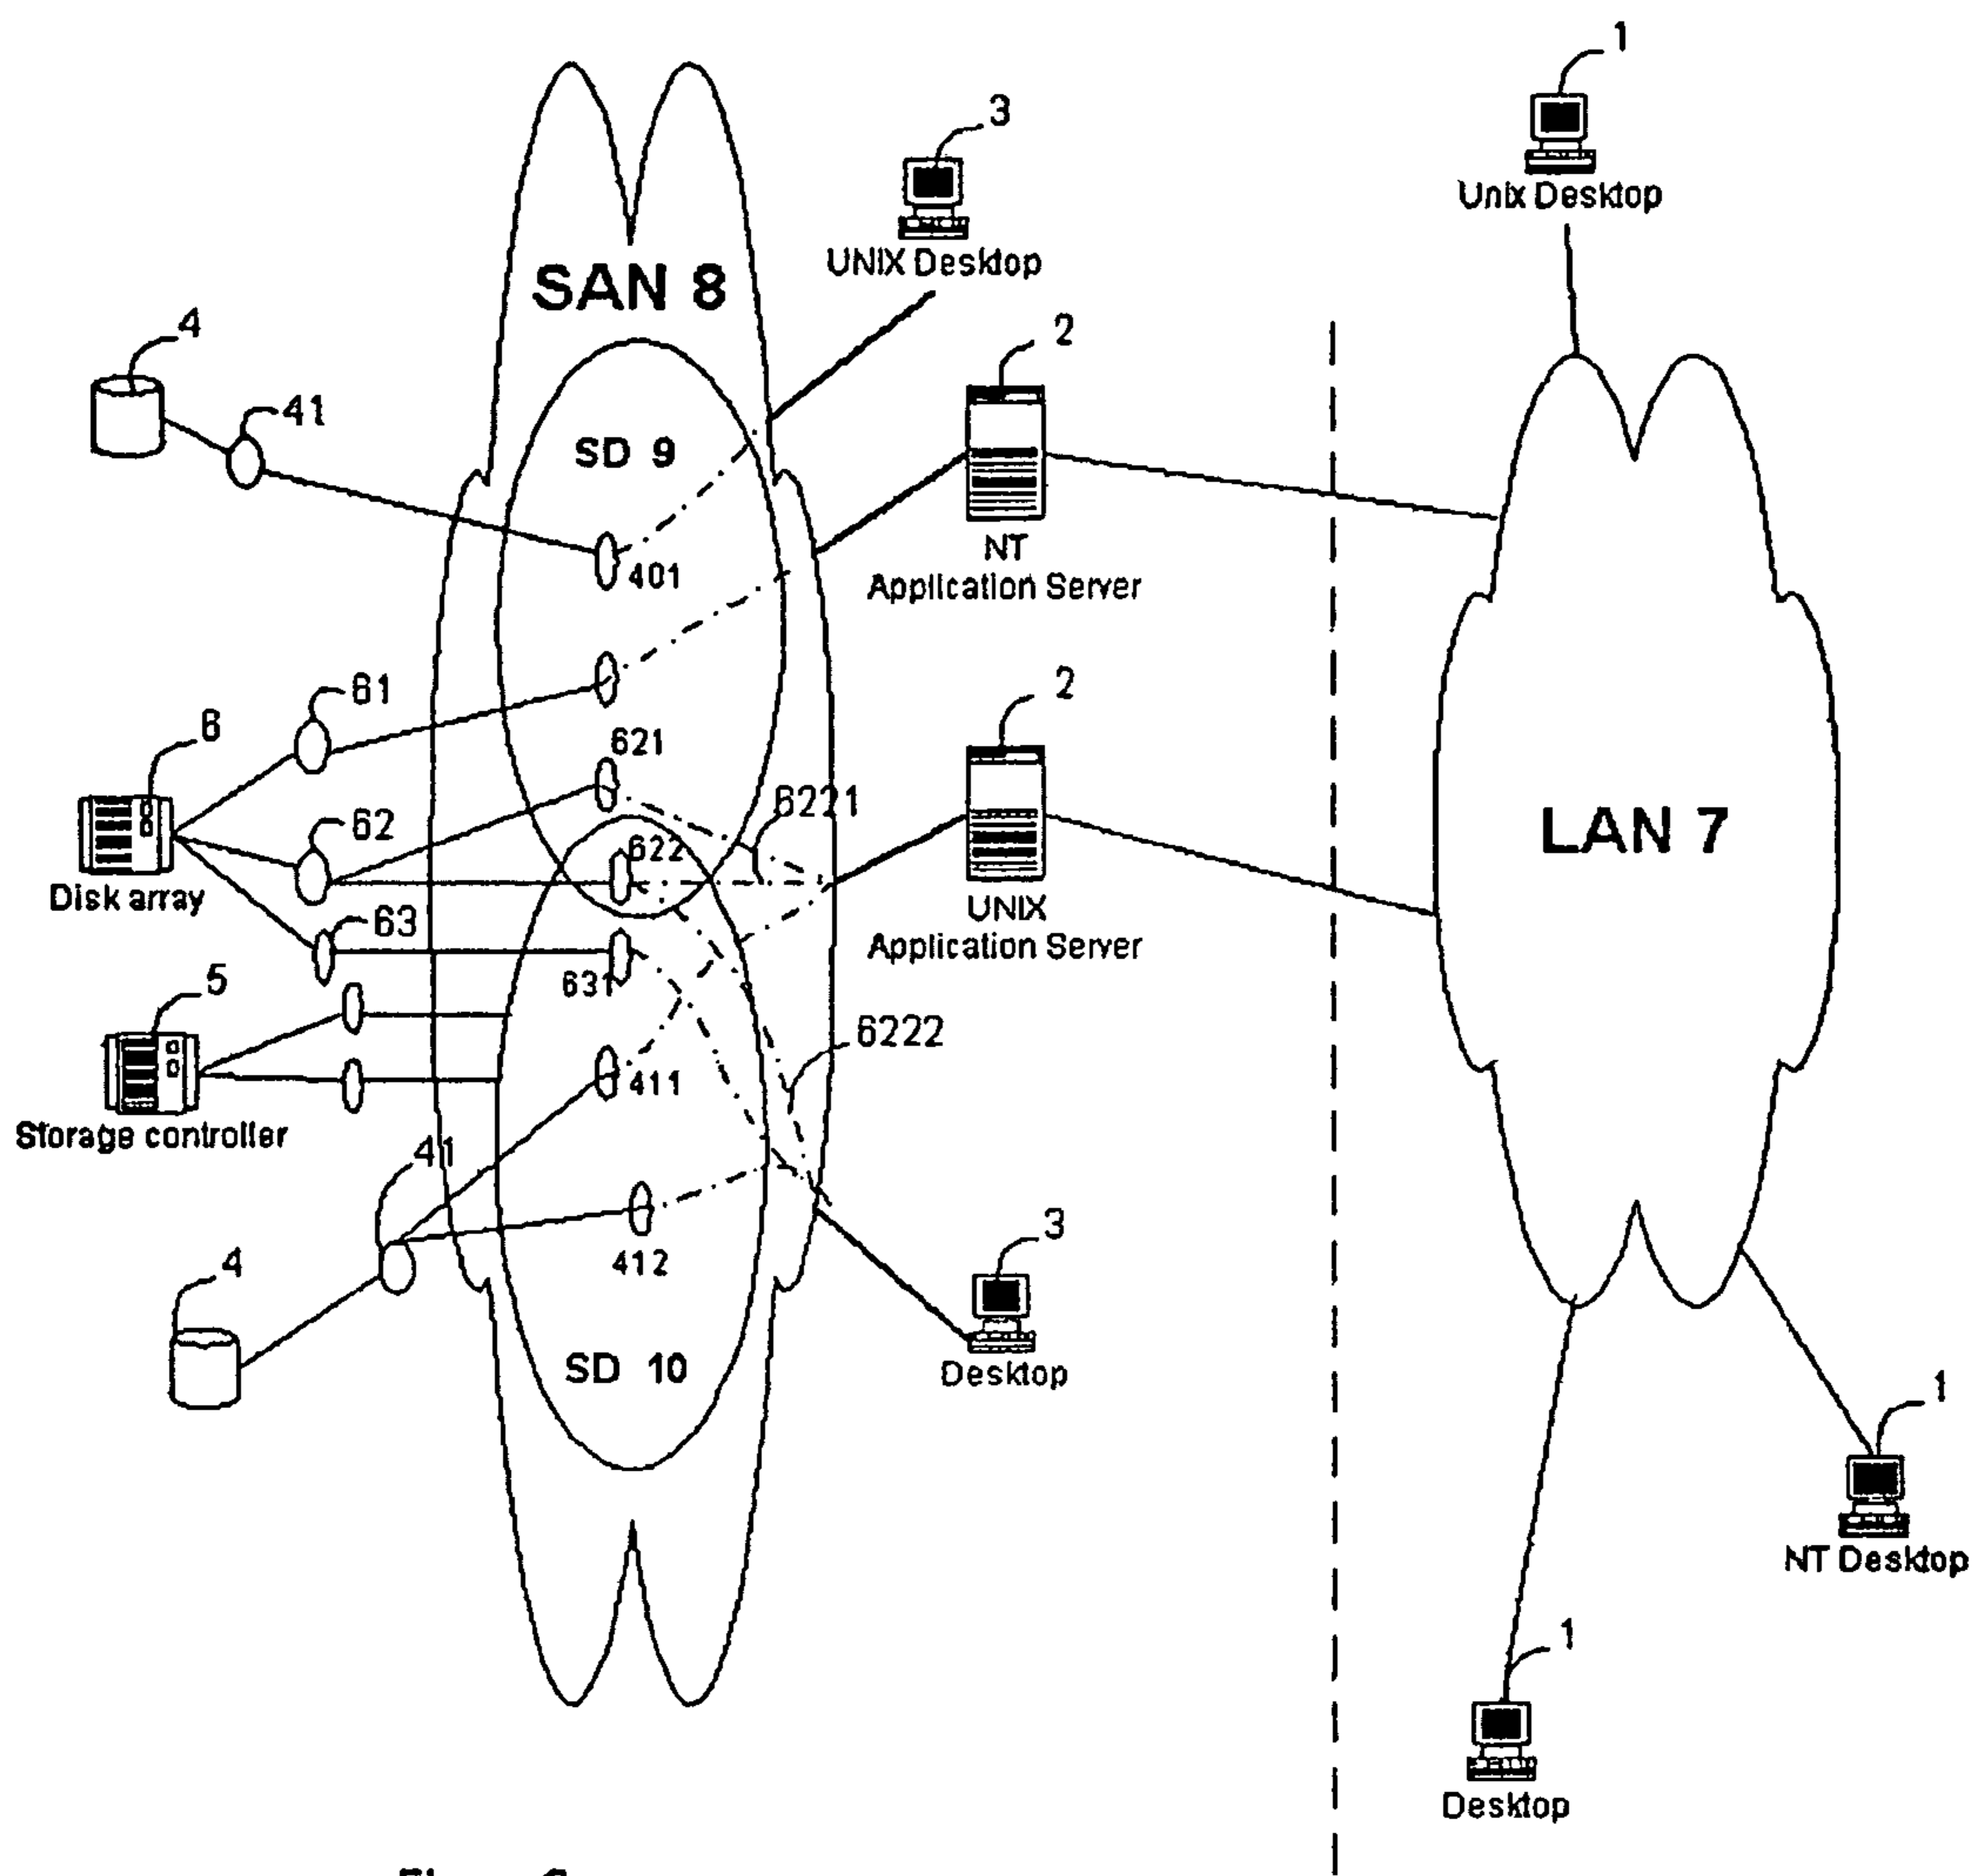 1
Unix Desktop
3
UNIX Desktop
SAN 8
4
41
2
SD 9
NT
Application Server
401
61
2
6
621
6221
62
622
LAN 7
Disk array
63
UNIX
Application Server
631
5
6222
411
Storage controller
41
3
412
4
SD 10
Desktop
1
NT Desktop
1
Desktop